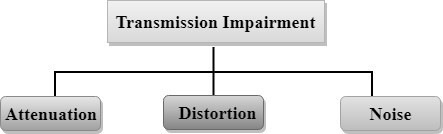 Transmission Impairment
Attenuation
Distortion
Noise